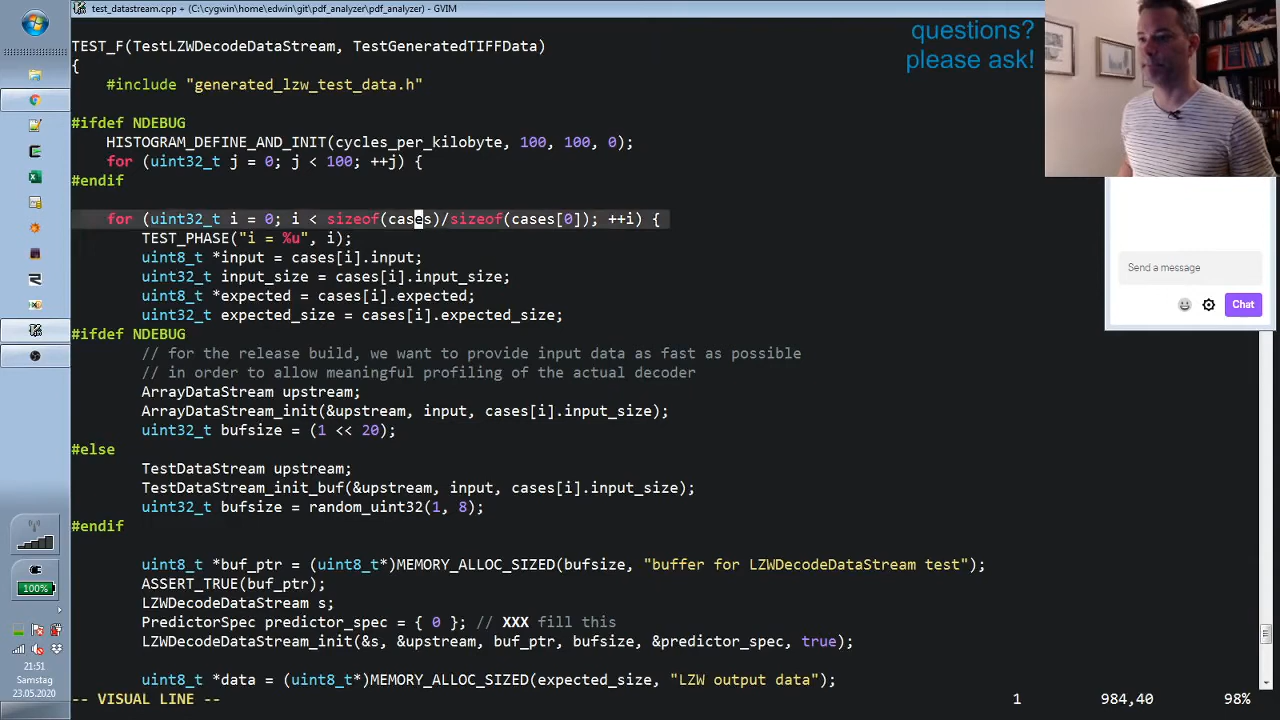 test_datastream.cpp + (C:\cygwin\home\edwin\git\pdf_analyzer\pdf_analyzer) - GVIM
questions?
please ask!
TEST_F(TestLZWDecodeDataStream, TestGeneratedTIFFData)
{
#include "generated_lzw_test_data.h"
#ifdef NDEBUG
HISTOGRAM_DEFINE_AND_INIT(cycles_per_kilobyte, 100, 100, 0);
for (uint32_t j = 0; j < 100; ++j) {
#endif
for (uint32_t i = 0; i < sizeof(cases)/sizeof(cases[0]); ++i) {
TEST_PHASE("i = %u", i);
uint8_t *input = cases[i].input;
uint32_t input_size = cases[i].input_size;
uint8_t *expected = cases[i].expected;
uint32_t expected_size = cases[i].expected_size;
#ifdef NDEBUG
// for the release build, we want to provide input data as fast as possible
// in order to allow meaningful profiling of the actual decoder
ArrayDataStream upstream;
ArrayDataStream_init(&upstream, input, cases[i].input_size);
uint32_t bufsize = (1 << 20);
#else
TestDataStream upstream;
TestDataStream_init_buf(&upstream, input, cases[i].input_size);
uint32_t bufsize = random_uint32(1, 8);
#endif
uint8_t *buf_ptr = (uint8_t*)MEMORY_ALLOC_SIZED(bufsize, "buffer for LZWDecodeDataStream test");
ASSERT_TRUE(buf_ptr);
LZWDecodeDataStream s;
PredictorSpec predictor_spec = { 0 }; // XXX fill this
LZWDecodeDataStream_init(&s, &upstream, buf_ptr, bufsize, &predictor_spec, true);
uint8_t *data = (uint8_t*)MEMORY_ALLOC_SIZED(expected_size, "LZW output data");
-- VISUAL LINE -- 1 984,40 98%
Send a message
Chat
100%
21:51
Samstag
23.05.2020